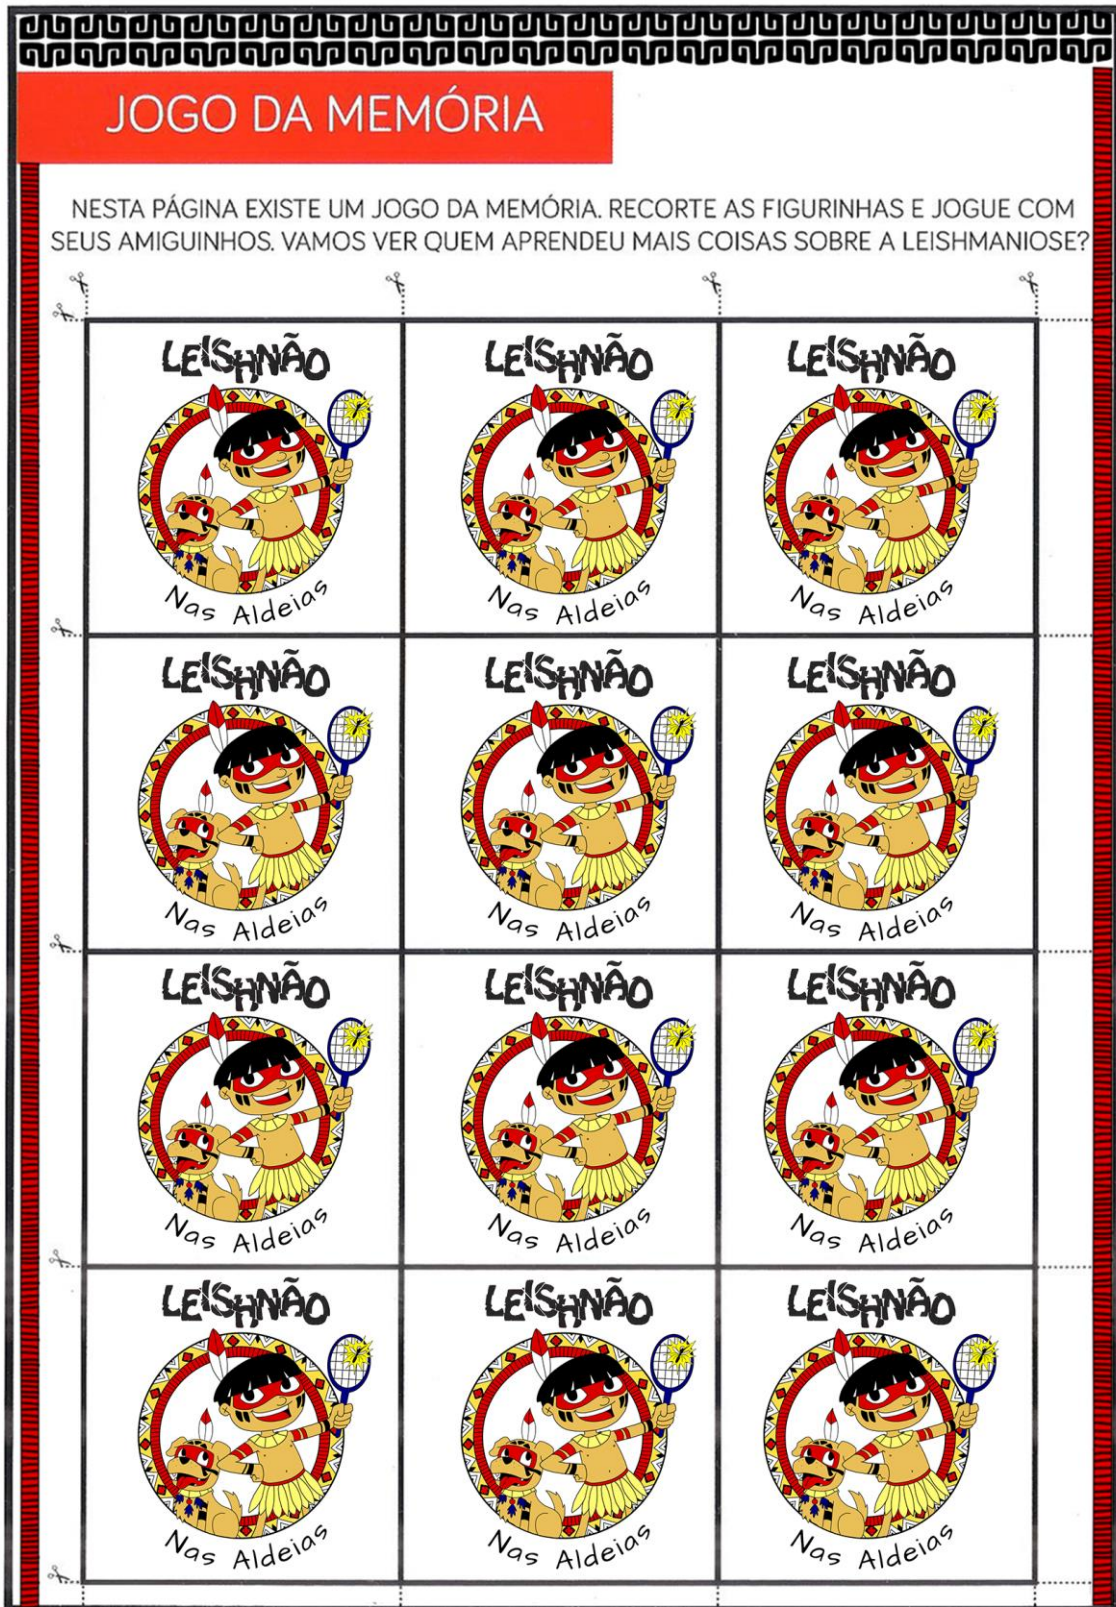 JOGO DA MEMÓRIA
NESTA PÁGINA EXISTE UM JOGO DA MEMÓRIA. RECORTE AS FIGURINHAS E JOGUE COM
SEUS AMIGUINHOS. VAMOS VER QUEM APRENDEU MAIS COISAS SOBRE A LEISHMANIOSE?
LEISHNÃO LEISHNÃO LEISHNÃO
Nas Aldeias Nas Aldeias Nas Aldeias
LEISHNÃO LEISHNÃO LEISHNÃO
Nas Aldeias Nas Aldeias Nas Aldeias
LEISHNÃO LEISHNÃO LEISHNÃO
Nas Aldeias Nas Aldeias Nas Aldeias
LEISHNÃO LEISHNÃO LEISHNÃO
Nas Aldeias Nas Aldeias Nas Aldeias